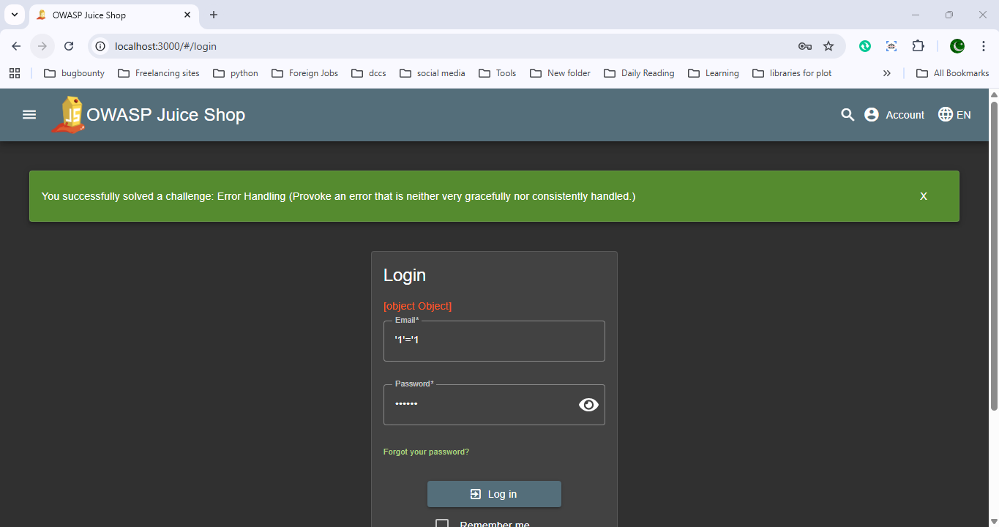 OWASP Juice Shop
localhost:3000/#/login
bugbounty Freelancing sites python Foreign Jobs dccs social media Tools New folder Daily Reading Learning libraries for plot » All Bookmarks
JS OWASP Juice Shop Account EN
You successfully solved a challenge: Error Handling (Provoke an error that is neither very gracefully nor consistently handled.) X
Login
[object Object]
Email*
'1'='1
Password*
••••••
Forgot your password?
Log in
Remember me